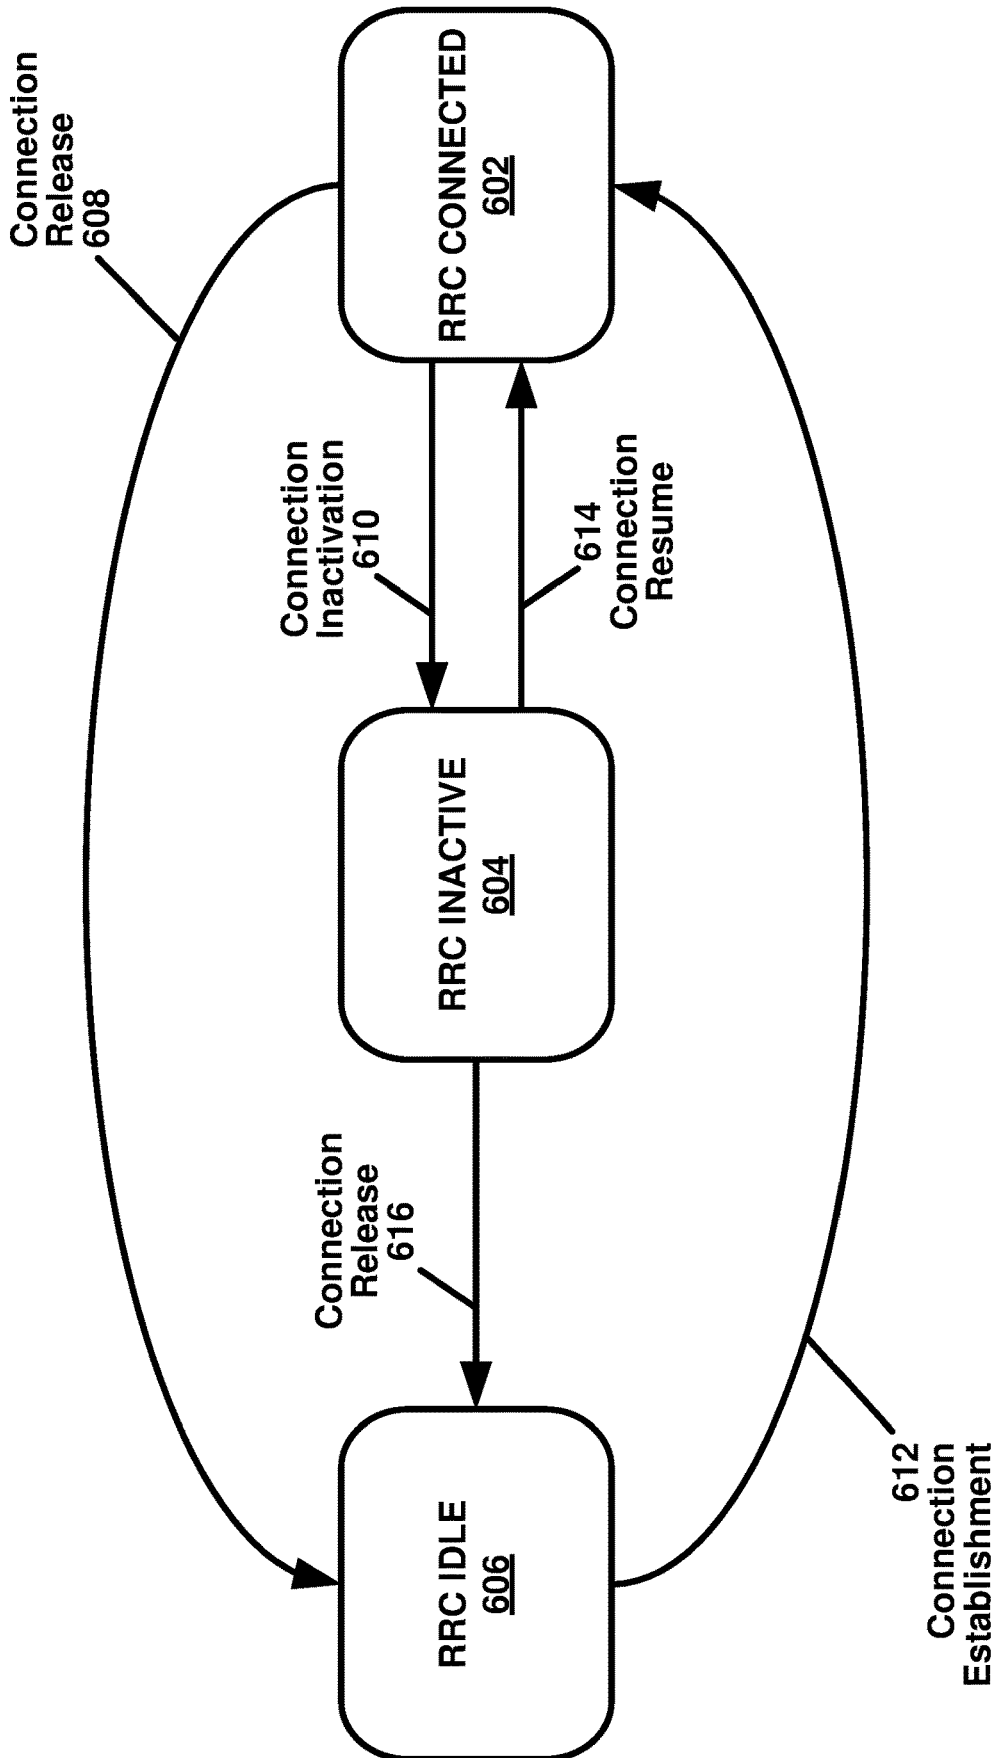 Connection
Release
608
RRC IDLE
606
Connection
Release
616
RRC INACTIVE
604
Connection
Inactivation
610
614
Connection
Resume
RRC CONNECTED
602
612
Connection
Establishment